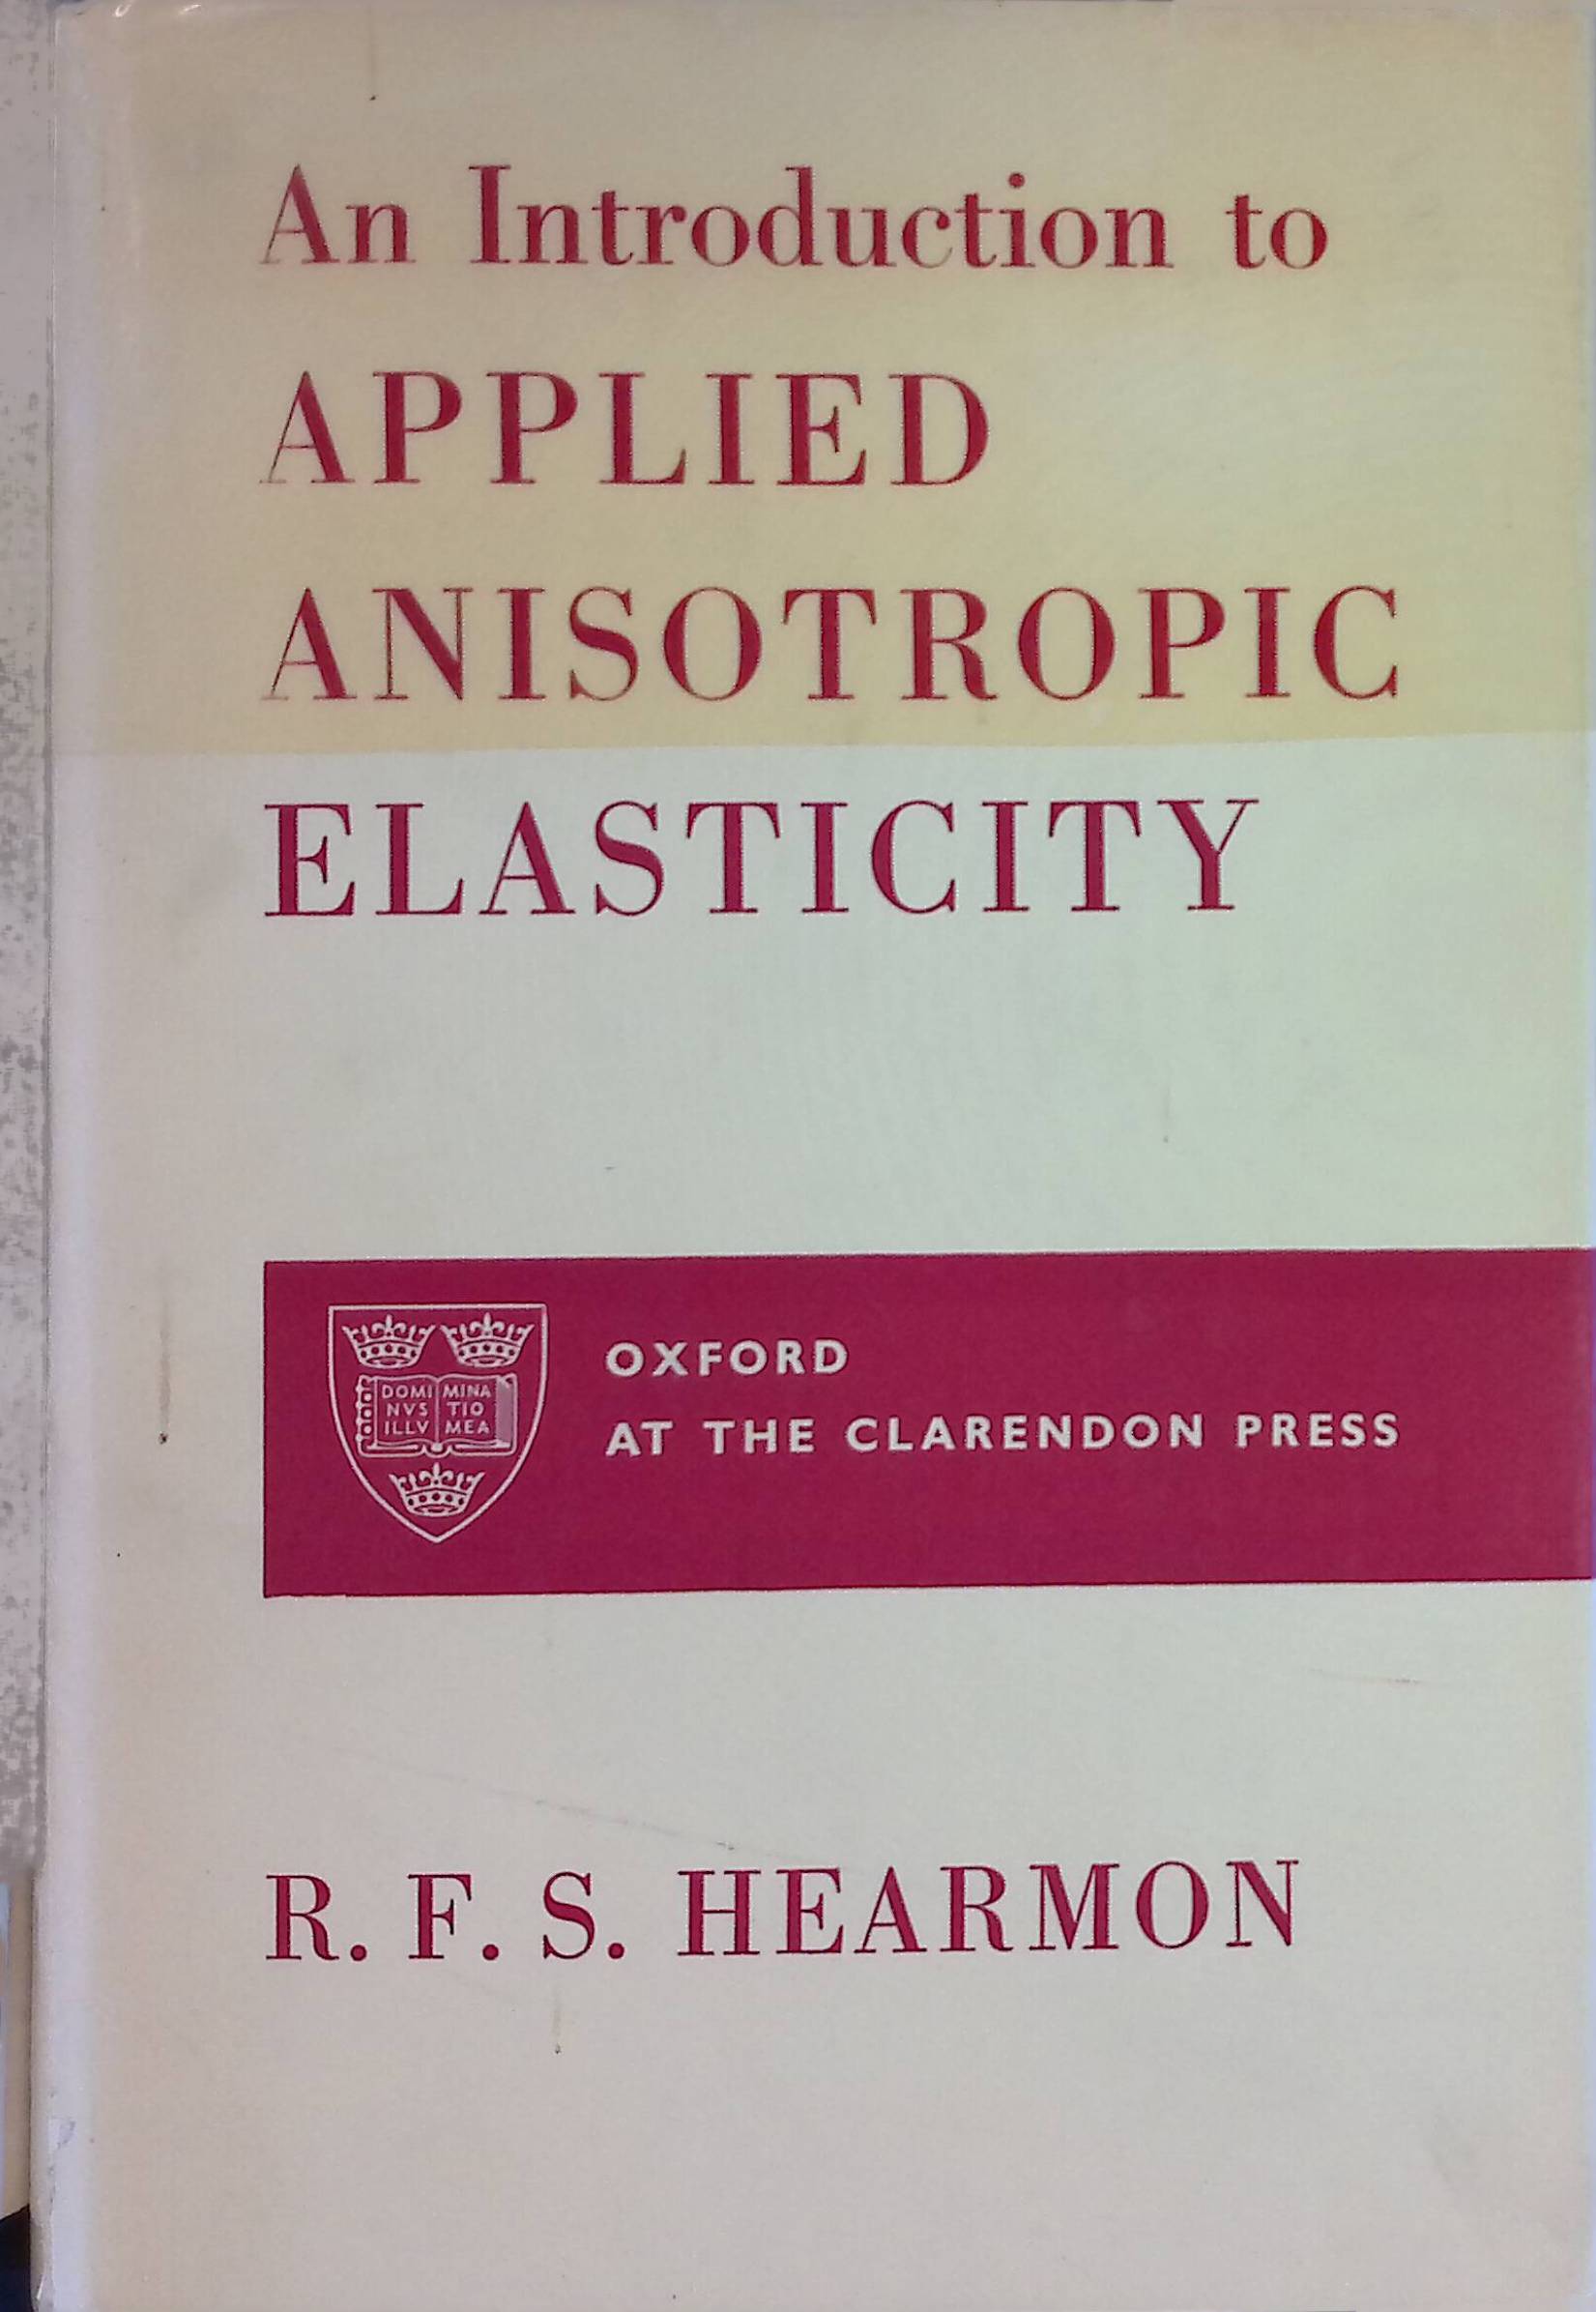 An Introduction to
APPLIED
ANISOTROPIC
ELASTICITY
DOMI MINA
NVS TIO
ILLV MEA
OXFORD
AT THE CLARENDON PRESS
R. F. S. HEARMON